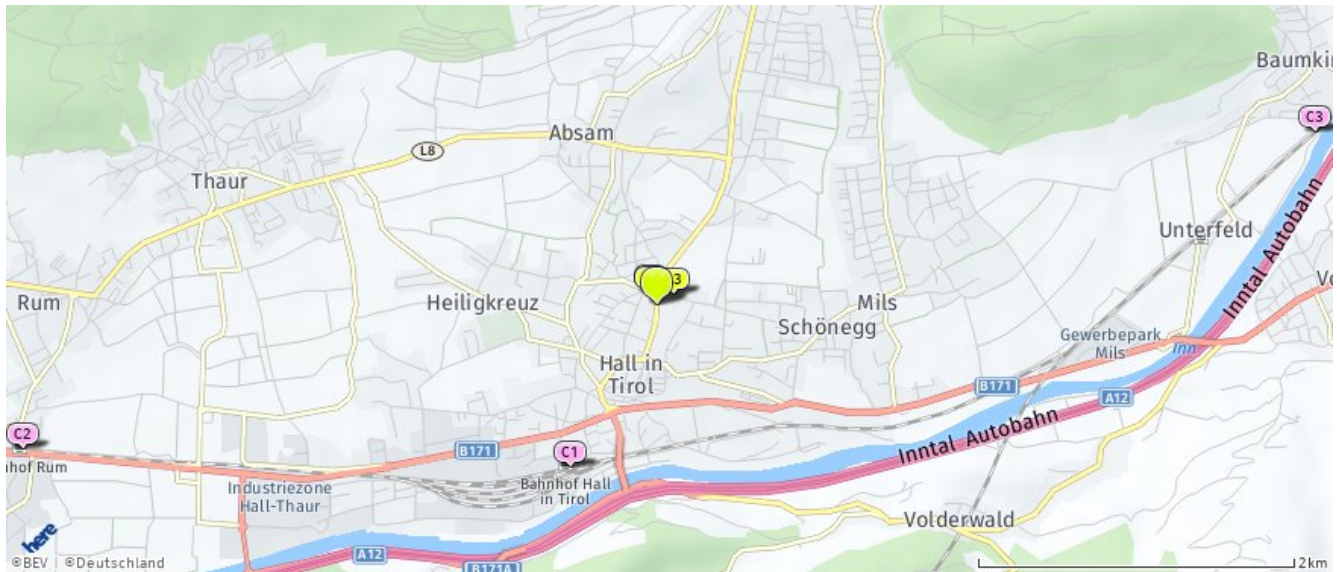 Baumkir
C3
Absam
L8
Thaur
Unterfeld
Inntal Autobahn
3
Rum
Heiligkreuz
Mils
Schönegg
Gewerbepark
Mils
Inn
Hall in
Tirol
B171
A12
C2
nhof Rum
B171
C1
Inntal Autobahn
Bahnhof Hall
in Tirol
Industriezone
Hall-Thaur
Volderwald
here
A12
B171A
©BEV | ©Deutschland
2km